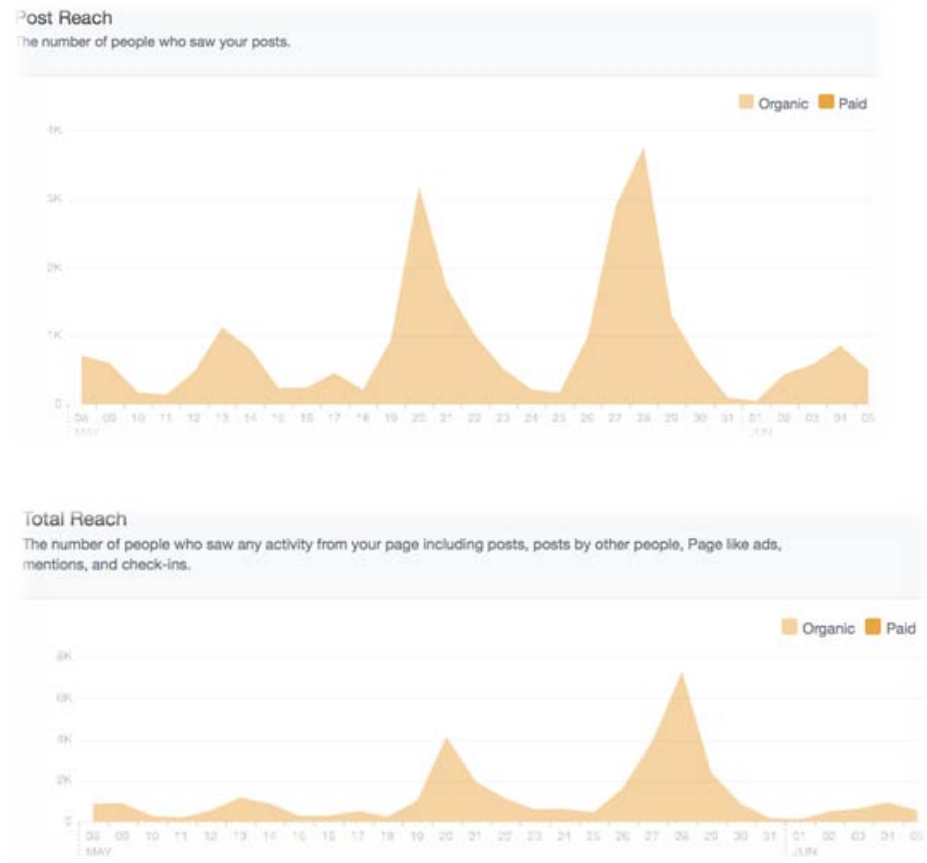 Post Reach
The number of people who saw your posts.
Organic Paid
4K
3K
2K
1K
0
08 09 10 11 12 13 14 15 16 17 18 19 20 21 22 23 24 25 26 27 28 29 30 31 01 02 03 04 05
MAY JUN
Total Reach
The number of people who saw any activity from your page including posts, posts by other people, Page like ads,
mentions, and check-ins.
Organic Paid
8K
6K
4K
2K
0
08 09 10 11 12 13 14 15 16 17 18 19 20 21 22 23 24 25 26 27 28 29 30 31 01 02 03 04 05
MAY JUN